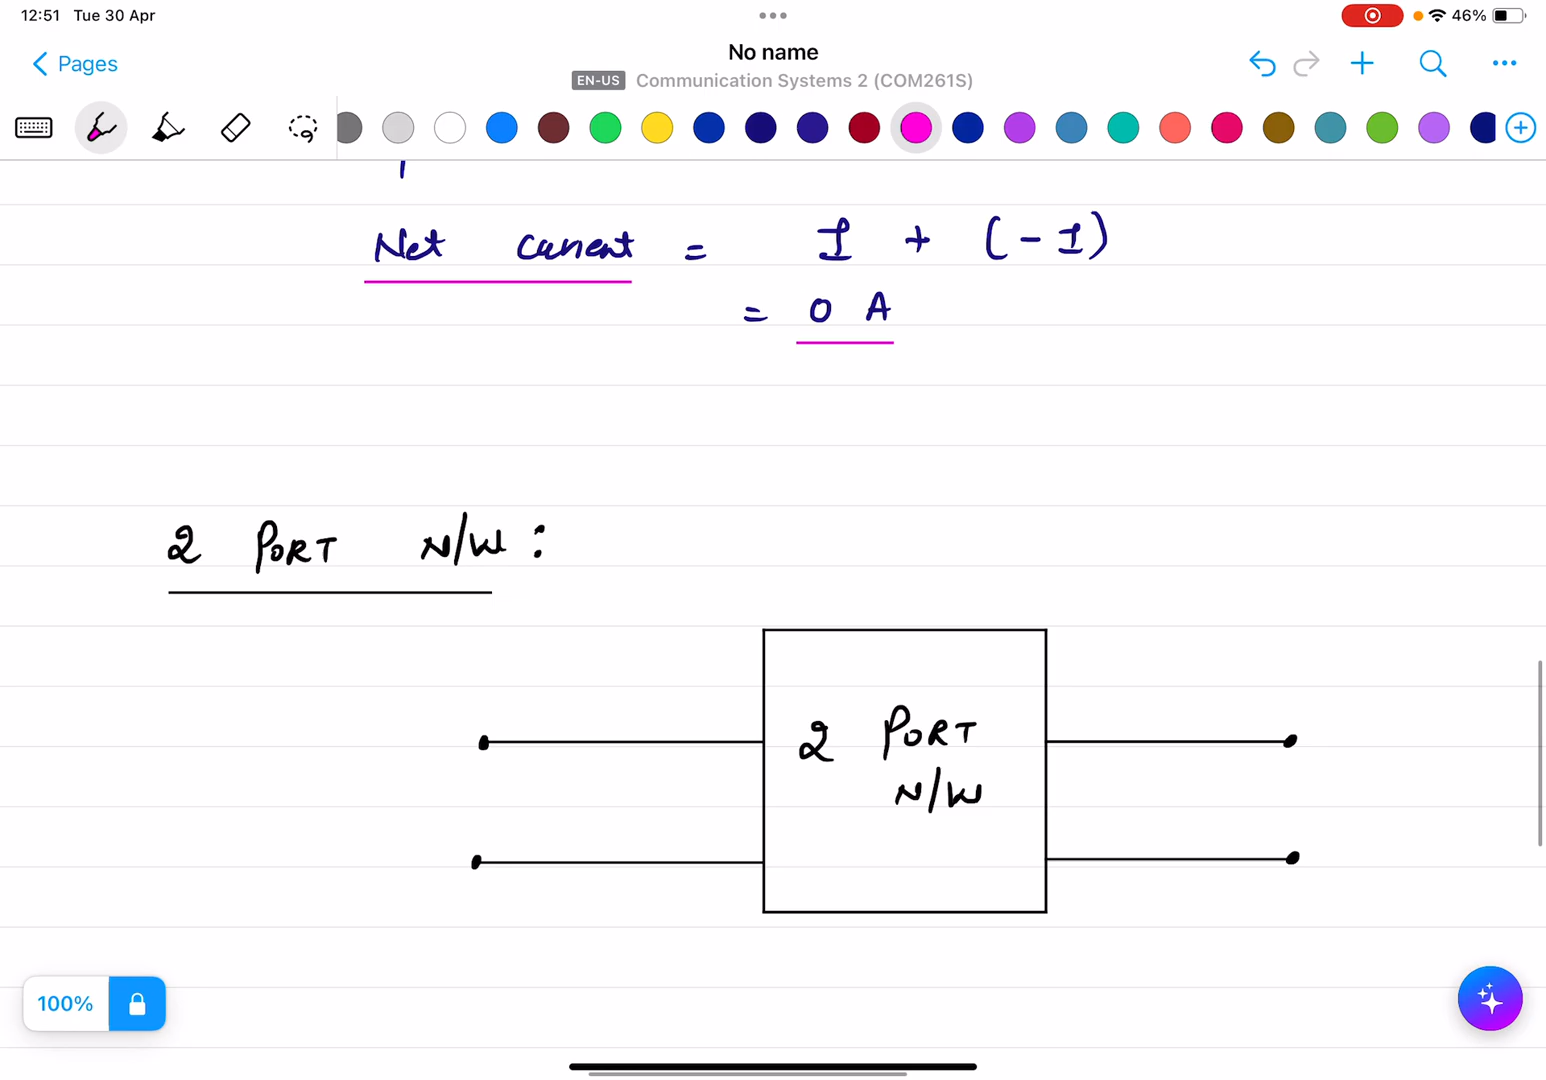 12:51 Tue 30 Apr
46%
Pages
No name
EN-US Communication Systems 2 (COM261S)
Net current = I + (-I)
= 0 A
2 PORT N/W:
2 PORT
N/W
100%